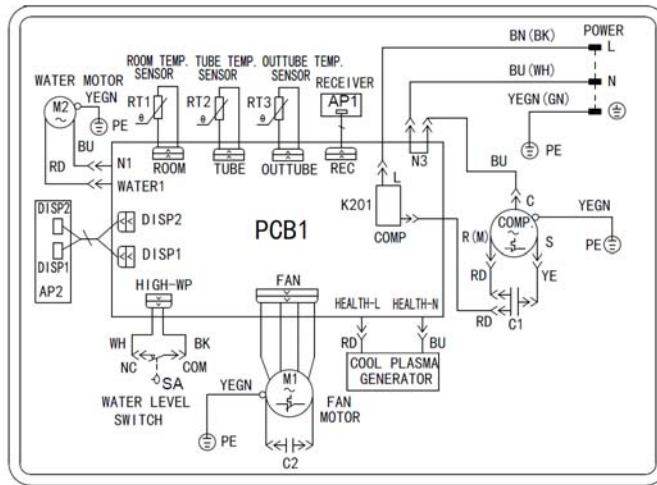 POWER
BN(BK) L
ROOM TEMP. TUBE TEMP. OUTTUBE TEMP.
SENSOR SENSOR SENSOR
BU(WH) N
WATER MOTOR RECEIVER
YEGN RT1 RT2 RT3 AP1
M2 θ θ θ YEGN(GN)
PE PE
BU N1 ROOM TUBE OUTTUBE REC L N3 BU
RD WATER1 K201 C
DISP2 DISP2 COMP. YEGN
PCB1 COMP R(M) S PE
DISP1 DISP1 RD YE
AP2 HIGH-WP FAN
HEALTH-L HEALTH-N RD C1
WH BK RD BU
NC COM COOL PLASMA
SA YEGN M1 GENERATOR
WATER LEVEL FAN
SWITCH MOTOR
PE
C2